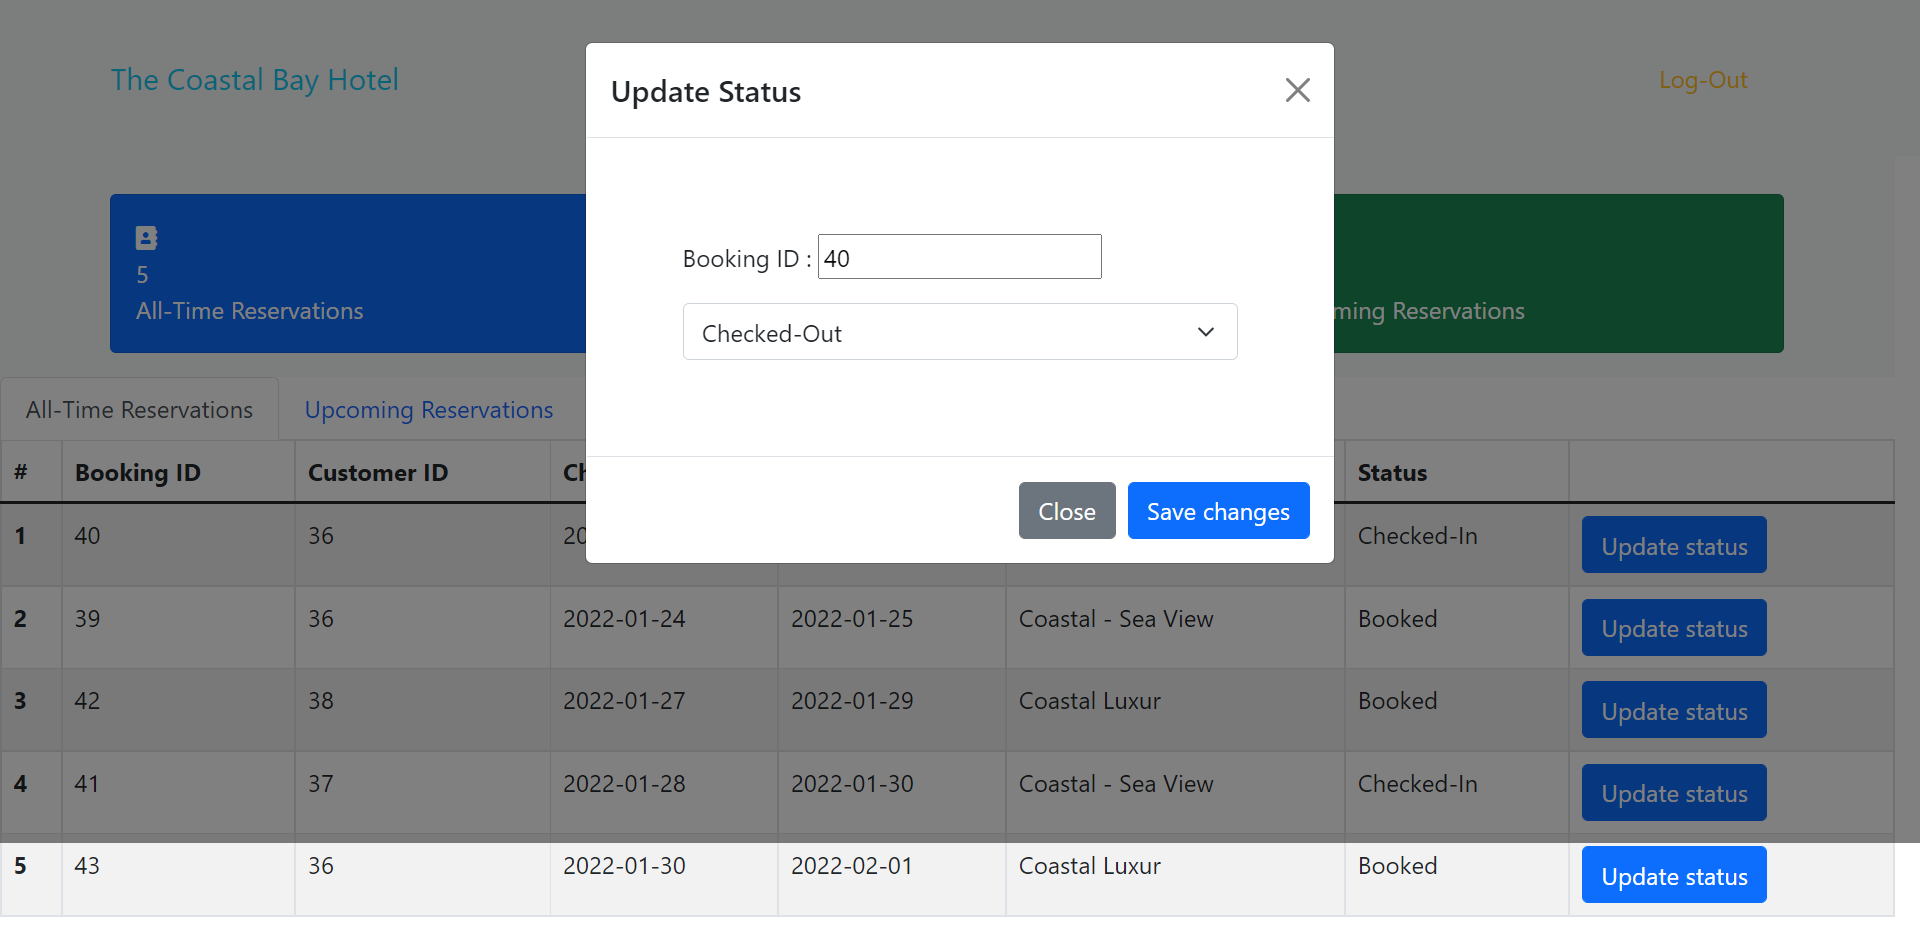 The Coastal Bay Hotel
Log-Out
Update Status
Booking ID : 40
Checked-Out
Close Save changes
5
All-Time Reservations
Reservations
All-Time Reservations Upcoming Reservations
# Booking ID Customer ID Status
1 40 36 Checked-In Update status
2 39 36 2022-01-24 2022-01-25 Coastal - Sea View Booked Update status
3 42 38 2022-01-27 2022-01-29 Coastal Luxur Booked Update status
4 41 37 2022-01-28 2022-01-30 Coastal - Sea View Checked-In Update status
5 43 36 2022-01-30 2022-02-01 Coastal Luxur Booked Update status